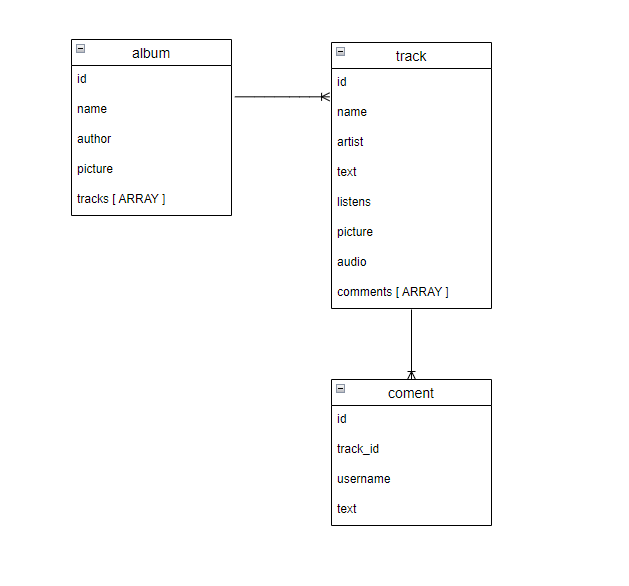 album
id
name
author
picture
tracks [ ARRAY ]
track
id
name
artist
text
listens
picture
audio
comments [ ARRAY ]
coment
id
track_id
username
text